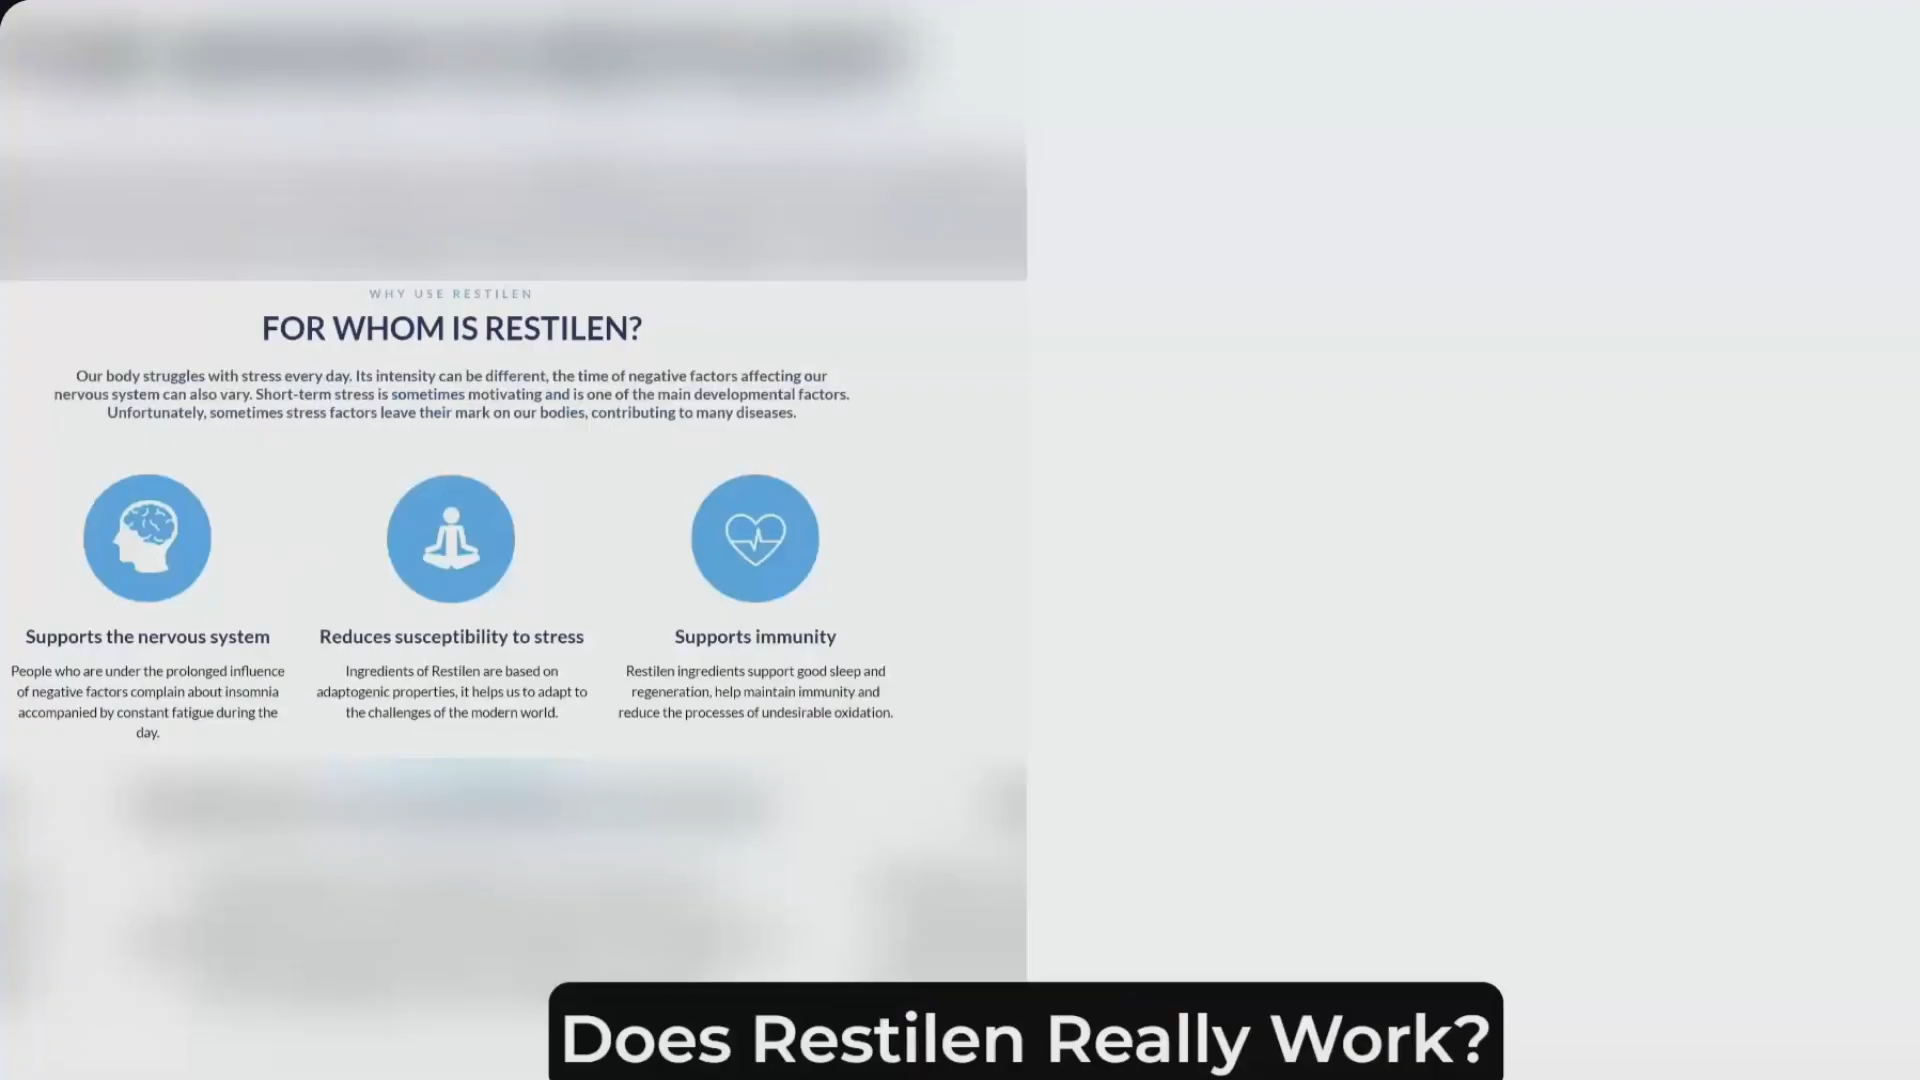 WHY USE RESTILEN
FOR WHOM IS RESTILEN?
Our body struggles with stress every day. Its intensity can be different, the time of negative factors affecting our
nervous system can also vary. Short-term stress is sometimes motivating and is one of the main developmental factors.
Unfortunately, sometimes stress factors leave their mark on our bodies, contributing to many diseases.
Supports the nervous system
People who are under the prolonged influence
of negative factors complain about insomnia
accompanied by constant fatigue during the
day.
Reduces susceptibility to stress
Ingredients of Restilen are based on
adaptogenic properties, it helps us to adapt to
the challenges of the modern world.
Supports immunity
Restilen ingredients support good sleep and
regeneration, help maintain immunity and
reduce the processes of undesirable oxidation.
Does Restilen Really Work?